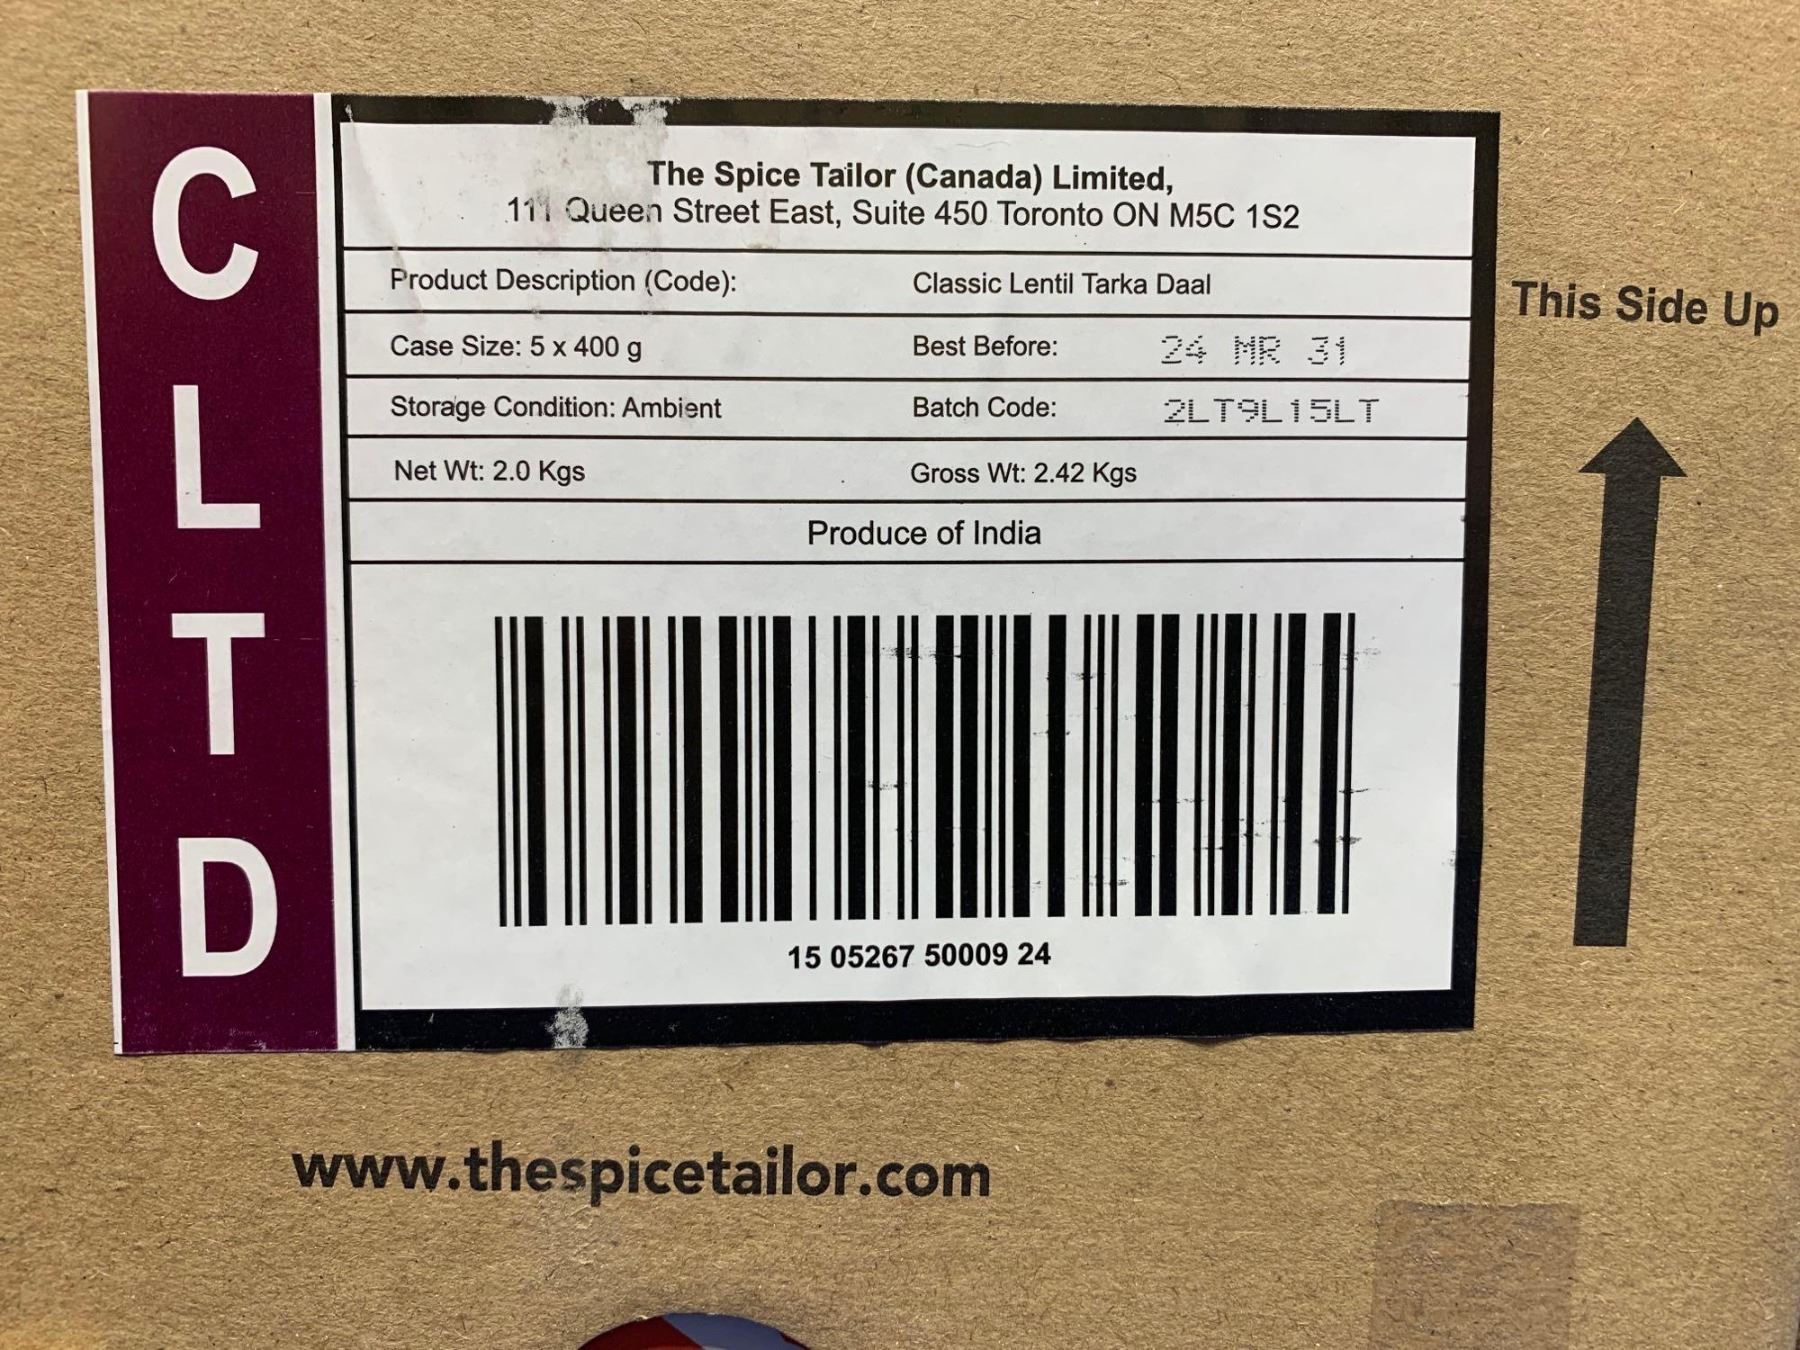 C
L
T
D
The Spice Tailor (Canada) Limited,
111 Queen Street East, Suite 450 Toronto ON M5C 1S2
Product Description (Code): Classic Lentil Tarka Daal
Case Size: 5 x 400 g Best Before: 24 MR 31
Storage Condition: Ambient Batch Code: 2LT9L15LT
Net Wt: 2.0 Kgs Gross Wt: 2.42 Kgs
Produce of India
15 05267 50009 24
This Side Up
www.thespicetailor.com